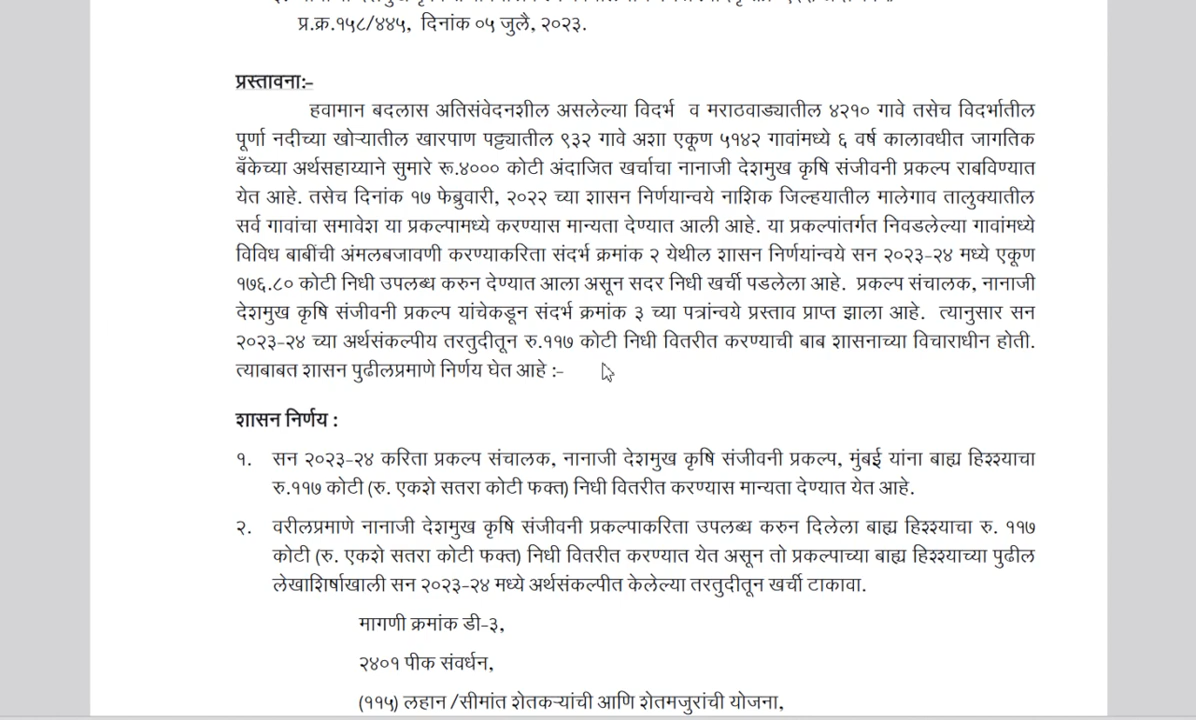 प्र.क्र.१५८/४४५, दिनांक ०५ जुलै, २०२३.
प्रस्तावना:-
हवामान बदलास अतिसंवेदनशील असलेल्या विदर्भ व मराठवाड्यातील ४२१० गावे तसेच विदर्भातील
पूर्णा नदीच्या खोऱ्यातील खारपाण पट्ट्यातील ९३२ गावे अशा एकूण ५१४२ गावांमध्ये ६ वर्ष कालावधीत जागतिक
बँकेच्या अर्थसहाय्याने सुमारे रू.४००० कोटी अंदाजित खर्चाचा नानाजी देशमुख कृषि संजीवनी प्रकल्प राबविण्यात
येत आहे. तसेच दिनांक १७ फेब्रुवारी, २०२२ च्या शासन निर्णयान्वये नाशिक जिल्हयातील मालेगाव तालुक्यातील
सर्व गावांचा समावेश या प्रकल्पामध्ये करण्यास मान्यता देण्यात आली आहे. या प्रकल्पांतर्गत निवडलेल्या गावांमध्ये
विविध बाबींची अंमलबजावणी करण्याकरिता संदर्भ क्रमांक २ येथील शासन निर्णयांन्वये सन २०२३-२४ मध्ये एकूण
१७६.८० कोटी निधी उपलब्ध करुन देण्यात आला असून सदर निधी खर्ची पडलेला आहे. प्रकल्प संचालक, नानाजी
देशमुख कृषि संजीवनी प्रकल्प यांचेकडून संदर्भ क्रमांक ३ च्या पत्रांन्वये प्रस्ताव प्राप्त झाला आहे. त्यानुसार सन
२०२३-२४ च्या अर्थसंकल्पीय तरतुदीतून रु.११७ कोटी निधी वितरीत करण्याची बाब शासनाच्या विचाराधीन होती.
त्याबाबत शासन पुढीलप्रमाणे निर्णय घेत आहे :-
शासन निर्णय :
१. सन २०२३-२४ करिता प्रकल्प संचालक, नानाजी देशमुख कृषि संजीवनी प्रकल्प, मुंबई यांना बाह्य हिश्श्याचा
रु.११७ कोटी (रु. एकशे सतरा कोटी फक्त) निधी वितरीत करण्यास मान्यता देण्यात येत आहे.
२. वरीलप्रमाणे नानाजी देशमुख कृषि संजीवनी प्रकल्पाकरिता उपलब्ध करुन दिलेला बाह्य हिश्श्याचा रु. ११७
कोटी (रु. एकशे सतरा कोटी फक्त) निधी वितरीत करण्यात येत असून तो प्रकल्पाच्या बाह्य हिश्श्याच्या पुढील
लेखाशिर्षाखाली सन २०२३-२४ मध्ये अर्थसंकल्पीत केलेल्या तरतुदीतून खर्ची टाकावा.
मागणी क्रमांक डी-३,
२४०१ पीक संवर्धन,
(११५) लहान /सीमांत शेतकऱ्यांची आणि शेतमजुरांची योजना,